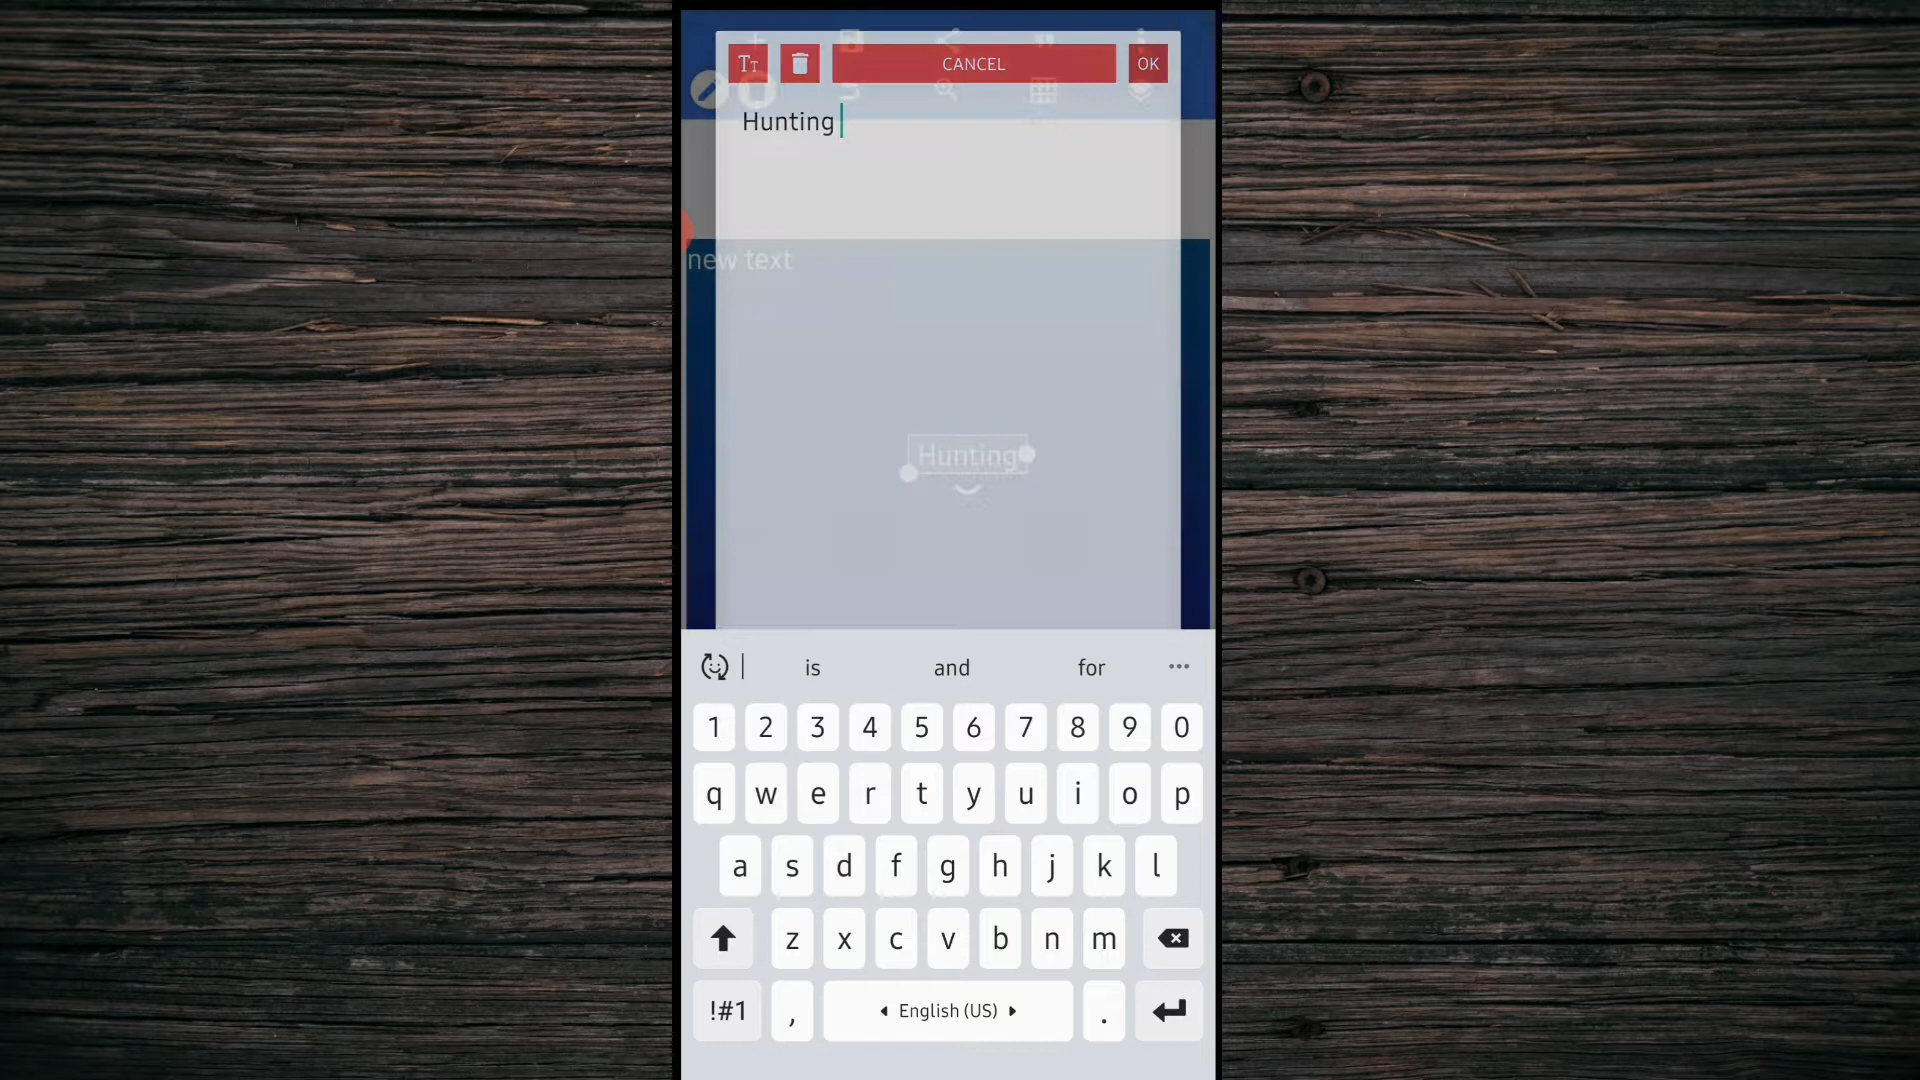 Tт CANCEL OK
Hunting
new text
Hunting
is and for
1 2 3 4 5 6 7 8 9 0
q w e r t y u i o p
a s d f g h j k l
z x c v b n m
!#1 , English (US) .